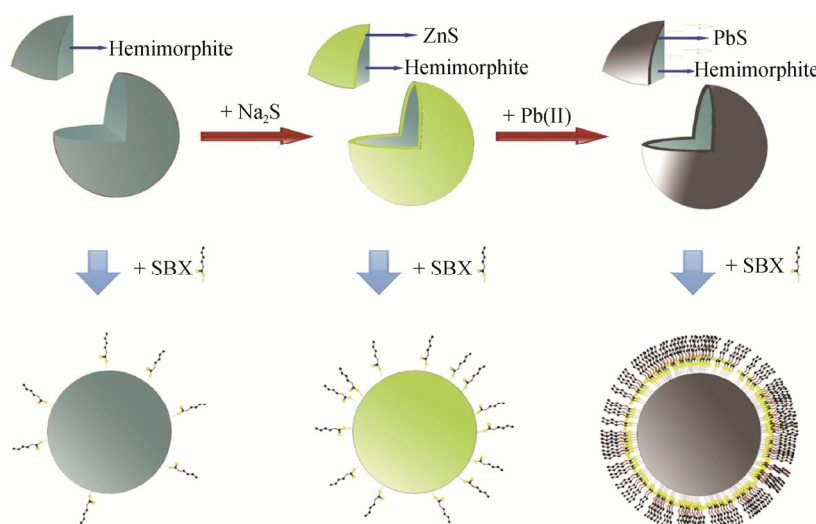 Hemimorphite
ZnS
Hemimorphite
PbS
Hemimorphite
+ Na₂S
+ Pb(II)
+ SBX
+ SBX
+ SBX